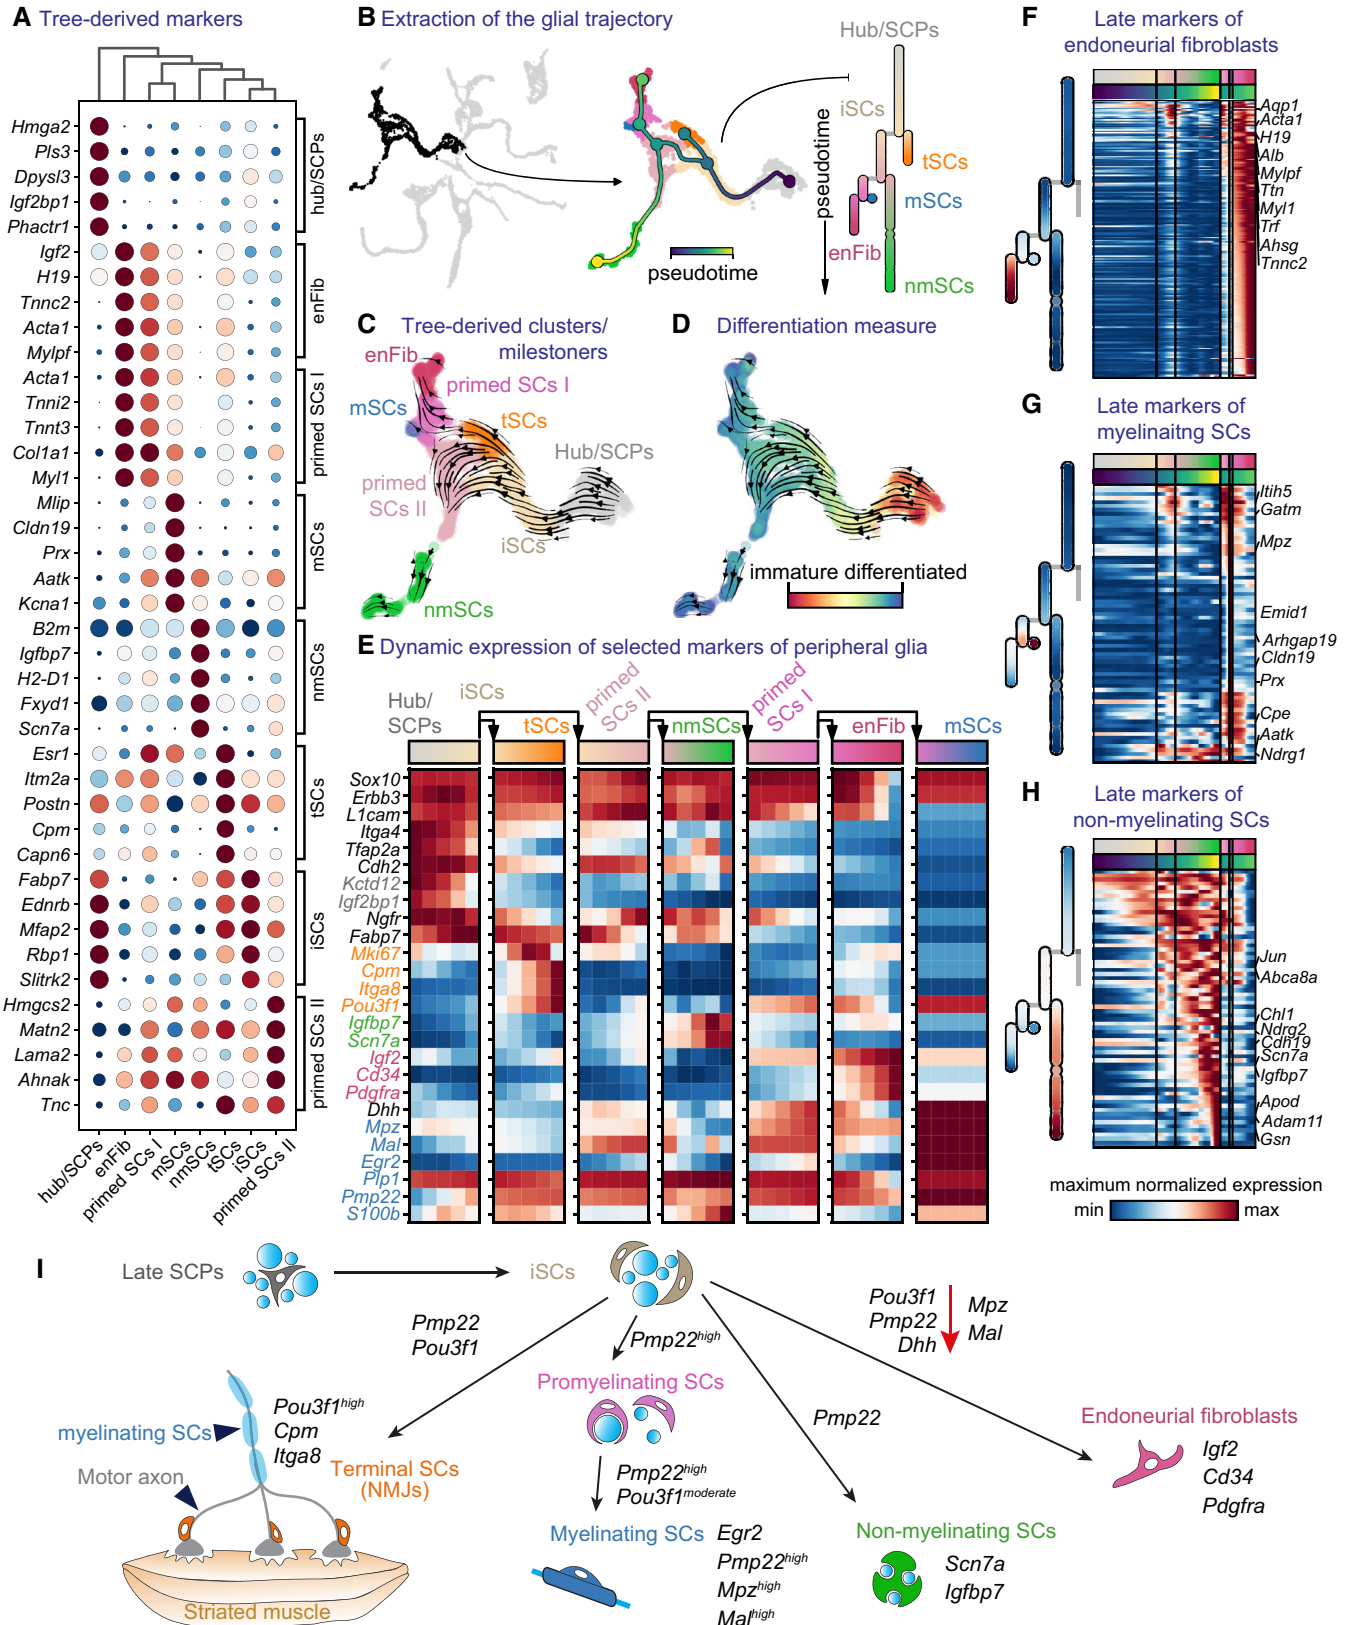 A Tree-derived markers
Hmga2
Pls3
Dpysl3
Igf2bp1
Phactr1
Igf2
H19
Tnnc2
Acta1
Mylpf
Acta1
Tnni2
Tnnt3
Col1a1
Myl1
Mlip
Cldn19
Prx
Aatk
Kcna1
B2m
Igfbp7
H2-D1
Fxyd1
Scn7a
Esr1
Itm2a
Postn
Cpm
Capn6
Fabp7
Ednrb
Mfap2
Rbp1
Slitrk2
Hmgcs2
Matn2
Lama2
Ahnak
Tnc
hub/SCPs
enFib
primed SCs I
mSCs
nmSCs
tSCs
iSCs
primed SCs II
hub/SCPs
enFib
primed SCs I
mSCs
nmSCs
tSCs
iSCs
primed SCs II
B Extraction of the glial trajectory
pseudotime
Hub/SCPs
iSCs
tSCs
mSCs
enFib
nmSCs
pseudotime
C Tree-derived clusters/
milestoners
enFib
primed SCs I
mSCs
tSCs
Hub/SCPs
primed
SCs II
iSCs
nmSCs
D Differentiation measure
immature differentiated
E Dynamic expression of selected markers of peripheral glia
Hub/
SCPs
iSCs
tSCs
primed
SCs II
nmSCs
primed
SCs I
enFib
mSCs
Sox10
Erbb3
L1cam
Itga4
Tfap2a
Cdh2
Kctd12
Igf2bp1
Ngfr
Fabp7
Mki67
Cpm
Itga8
Pou3f1
Igfbp7
Scn7a
Igf2
Cd34
Pdgfra
Dhh
Mpz
Mal
Egr2
Plp1
Pmp22
S100b
F Late markers of
endoneurial fibroblasts
Aqp1
Acta1
H19
Alb
Mylpf
Ttn
Myl1
Trf
Ahsg
Tnnc2
G Late markers of
myelinaitng SCs
Itih5
Gatm
Mpz
Emid1
Arhgap19
Cldn19
Prx
Cpe
Aatk
Ndrg1
H Late markers of
non-myelinating SCs
Jun
Abca8a
Chl1
Ndrg2
Cdh19
Scn7a
Igfbp7
Apod
Adam11
Gsn
maximum normalized expression
min max
I Late SCPs
iSCs
Pmp22
Pou3f1
Pmp22high
Pou3f1
Pmp22
Dhh
Mpz
Mal
Promyelinating SCs
Pmp22
Pou3f1high
Cpm
Itga8
myelinating SCs
Motor axon
Terminal SCs
(NMJs)
Striated muscle
Pmp22high
Pou3f1moderate
Myelinating SCs
Egr2
Pmp22high
Mpzhigh
Malhigh
Non-myelinating SCs
Scn7a
Igfbp7
Endoneurial fibroblasts
Igf2
Cd34
Pdgfra